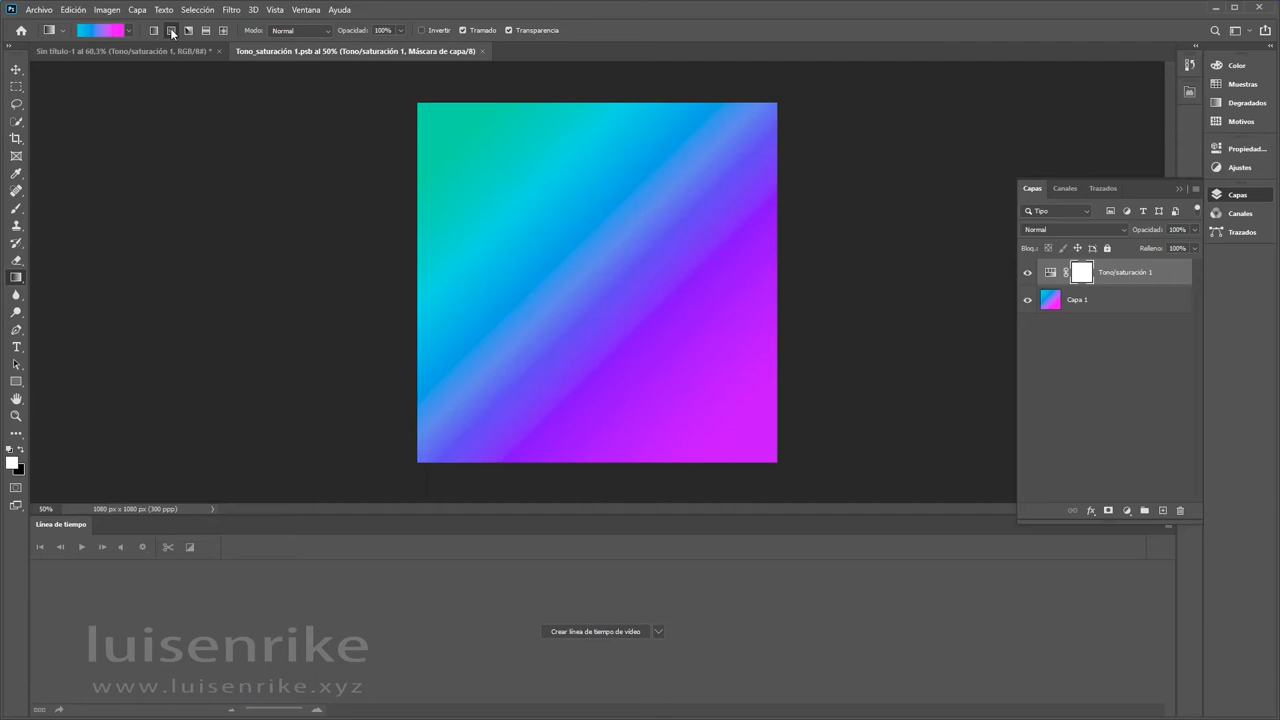 Ps Archivo Edición Imagen Capa Texto Selección Filtro 3D Vista Ventana Ayuda
Modo: Normal Opacidad: 100% Invertir Tramado Transparencia
Sin título-1 al 60,3% (Tono/saturación 1, RGB/8#) * × Tono_saturación 1.psb al 50% (Tono/saturación 1, Máscara de capa/8) ×
Color
Muestras
Degradados
Motivos
Propiedad...
Ajustes
Capas
Canales
Trazados
Capas Canales Trazados
Tipo
Normal Opacidad: 100%
Bloq.: Relleno: 100%
Tono/saturación 1
Capa 1
50% 1080 px x 1080 px (300 ppp)
Línea de tiempo
Crear línea de tiempo de vídeo
luisenrike
www.luisenrike.xyz